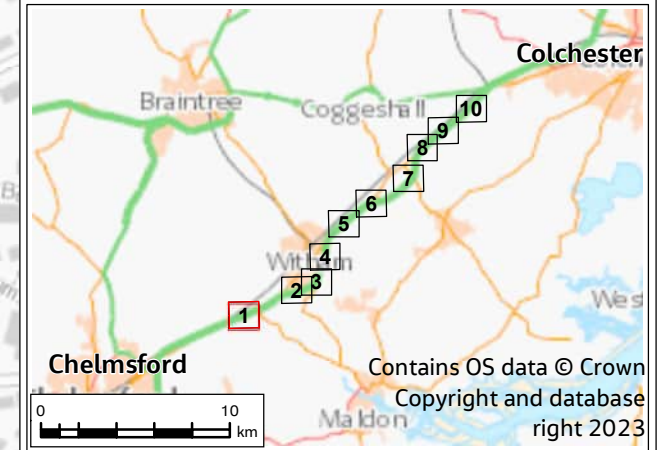 Colchester
Braintree
Coggeshall
10
9
8
7
6
5
Witham
4
3
2
1
Wes
Chelmsford
Contains OS data © Crown
Copyright and database
right 2023
Maldon
0 10
km